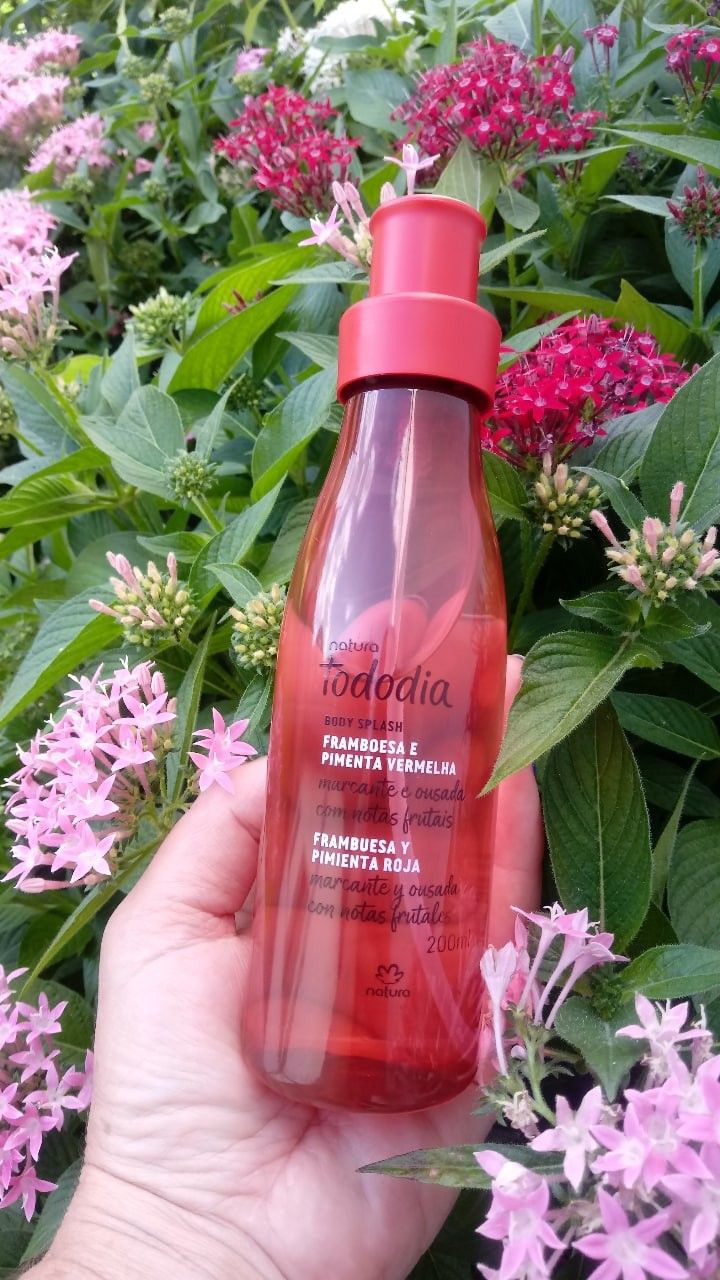 natura
tododia
BODY SPLASH
FRAMBOESA E
PIMENTA VERMELHA
marcante e ousada
com notas frutais
FRAMBUESA Y
PIMIENTA ROJA
marcante y ousada
con notas frutales
200ml
natura